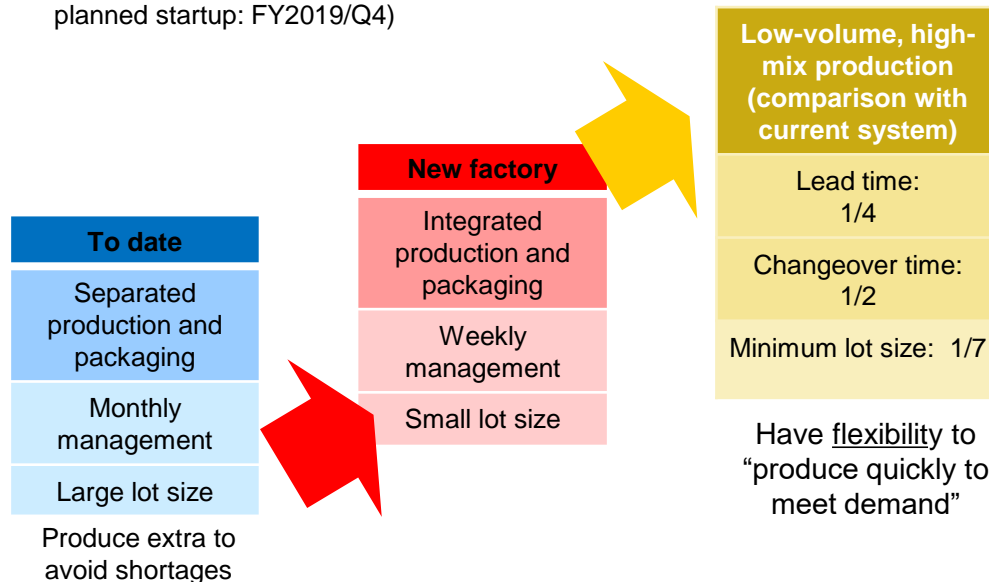 planned startup: FY2019/Q4)
To date
Separated
production and
packaging
Monthly
management
Large lot size
Produce extra to
avoid shortages
New factory
Integrated
production and
packaging
Weekly
management
Small lot size
Low-volume, high-
mix production
(comparison with
current system)
Lead time:
1/4
Changeover time:
1/2
Minimum lot size:  1/7
Have flexibility to
“produce quickly to
meet demand”